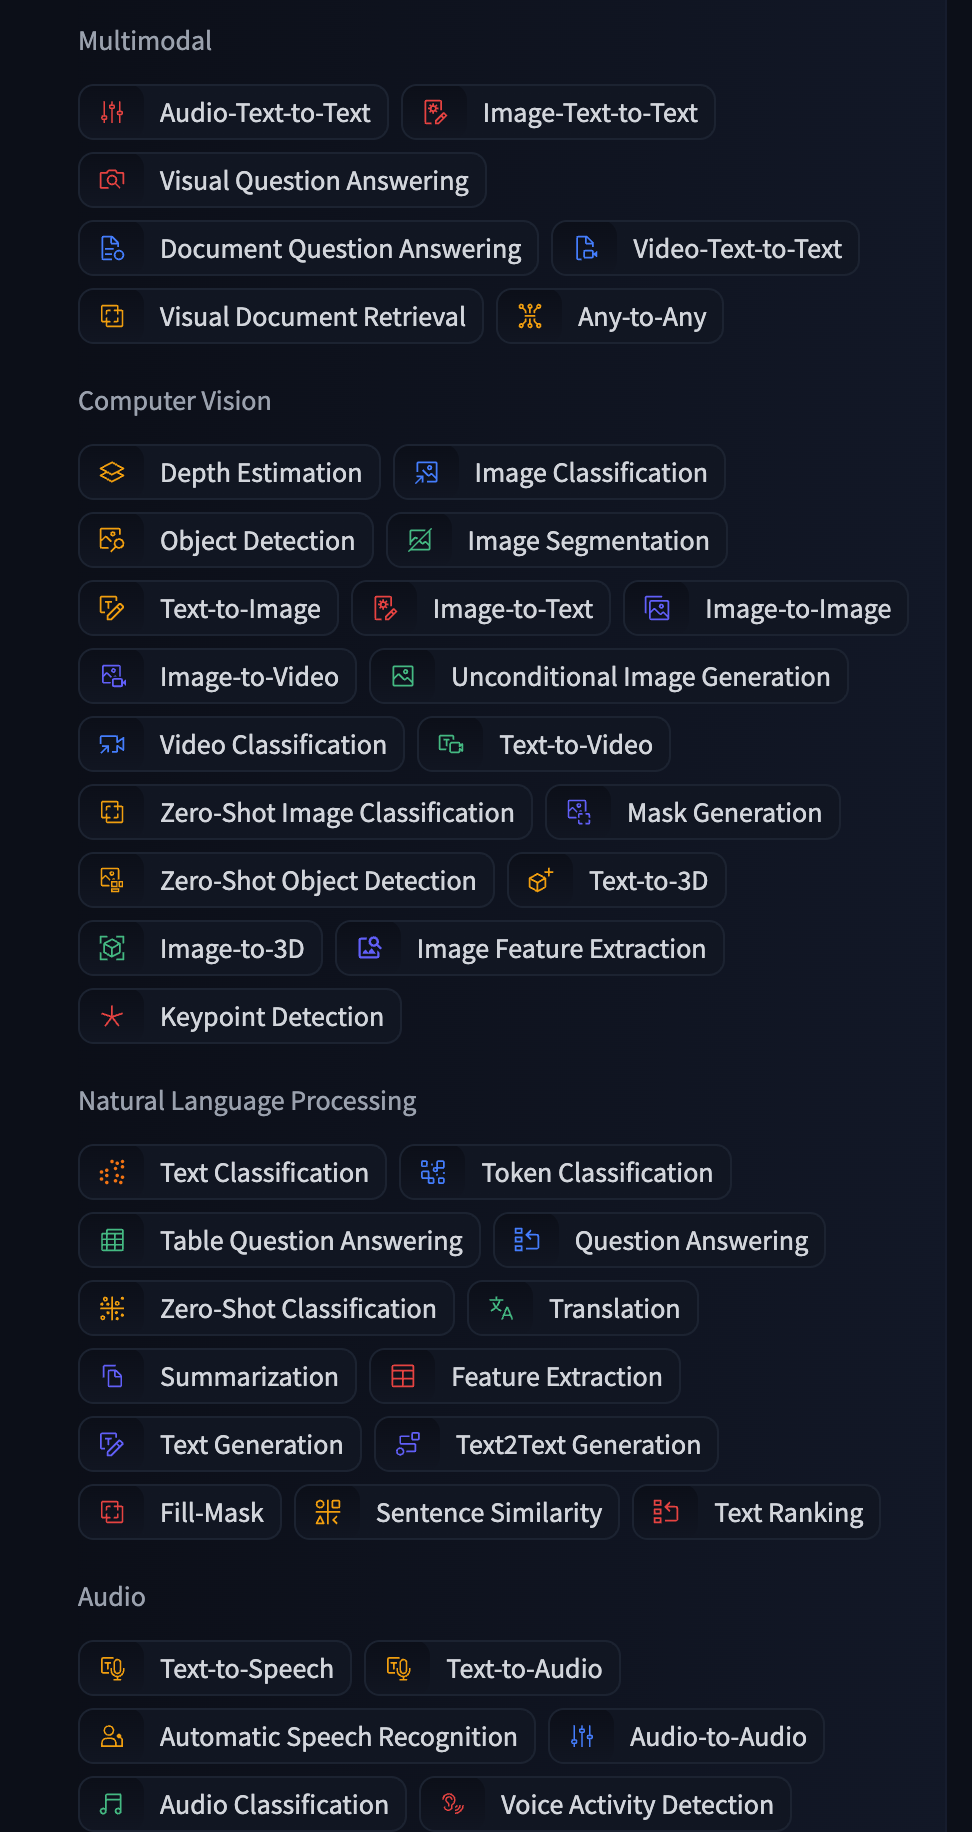 Multimodal
Audio-Text-to-Text Image-Text-to-Text
Visual Question Answering
Document Question Answering Video-Text-to-Text
Visual Document Retrieval Any-to-Any
Computer Vision
Depth Estimation Image Classification
Object Detection Image Segmentation
Text-to-Image Image-to-Text Image-to-Image
Image-to-Video Unconditional Image Generation
Video Classification Text-to-Video
Zero-Shot Image Classification Mask Generation
Zero-Shot Object Detection Text-to-3D
Image-to-3D Image Feature Extraction
Keypoint Detection
Natural Language Processing
Text Classification Token Classification
Table Question Answering Question Answering
Zero-Shot Classification Translation
Summarization Feature Extraction
Text Generation Text2Text Generation
Fill-Mask Sentence Similarity Text Ranking
Audio
Text-to-Speech Text-to-Audio
Automatic Speech Recognition Audio-to-Audio
Audio Classification Voice Activity Detection